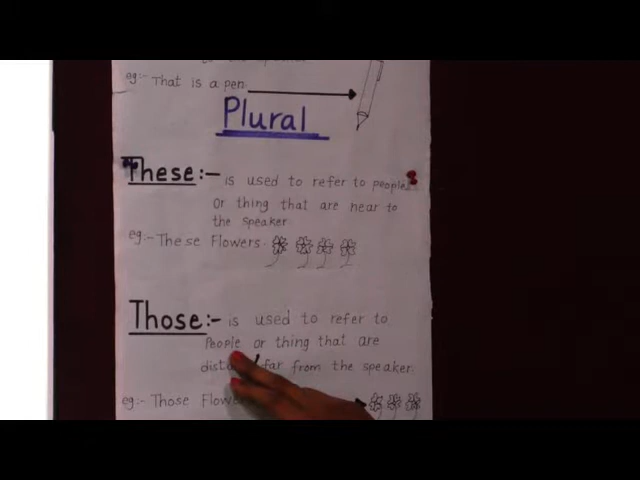 eg:- That is a pen
Plural
These:- is used to refer to people
or thing that are near to
the speaker
eg:- These Flowers.
Those:- is used to refer to
People or thing that are
far from the speaker.
eg:- Those Flowers